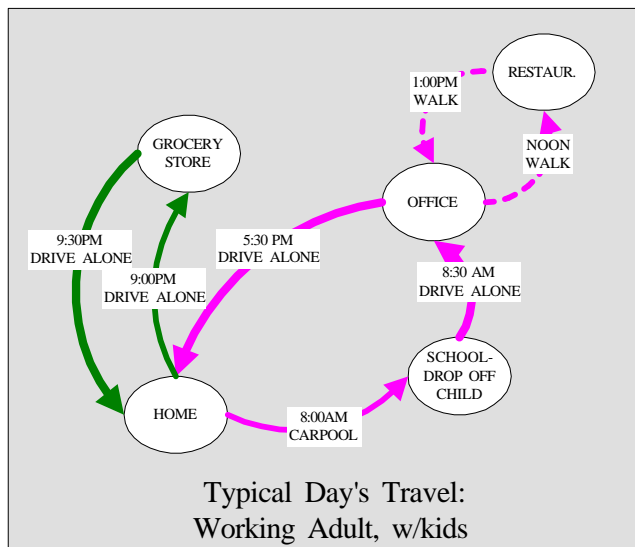 RESTAUR.
1:00PM
WALK
NOON
WALK
GROCERY
STORE
OFFICE
9:30PM
DRIVE ALONE
9:00PM
DRIVE ALONE
5:30 PM
DRIVE ALONE
8:30 AM
DRIVE ALONE
SCHOOL-
DROP OFF
CHILD
HOME
8:00AM
CARPOOL
Typical Day's Travel:
Working Adult, w/kids